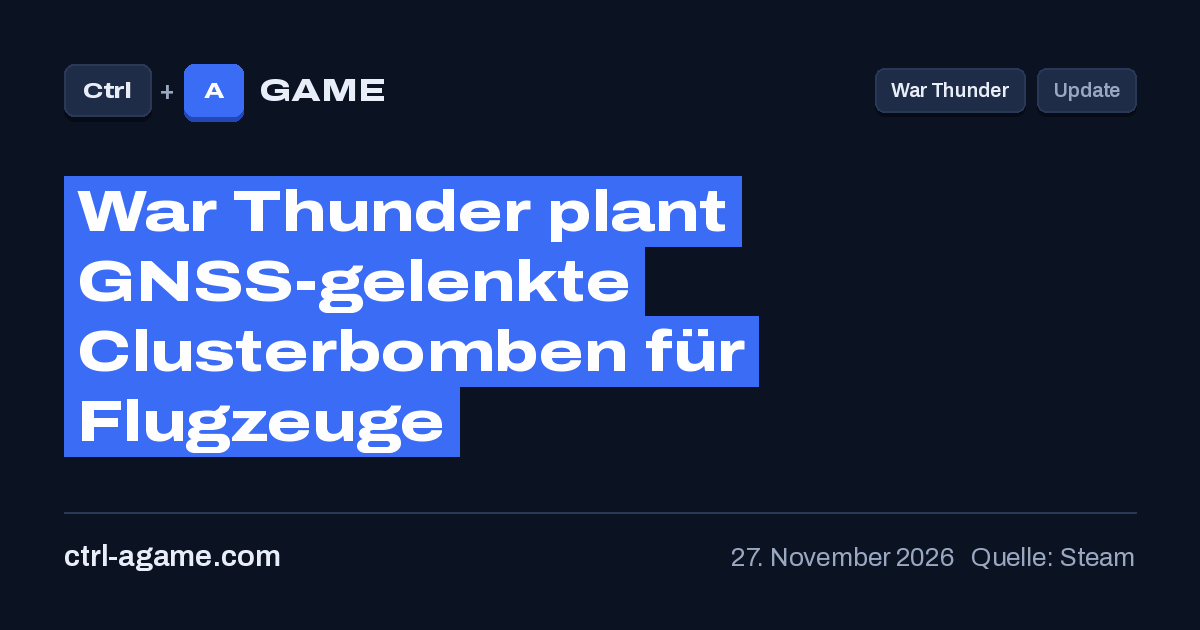 Ctrl + A GAME
War Thunder Update
War Thunder plant
GNSS-gelenkte
Clusterbomben für
Flugzeuge
ctrl-agame.com
27. November 2026 Quelle: Steam